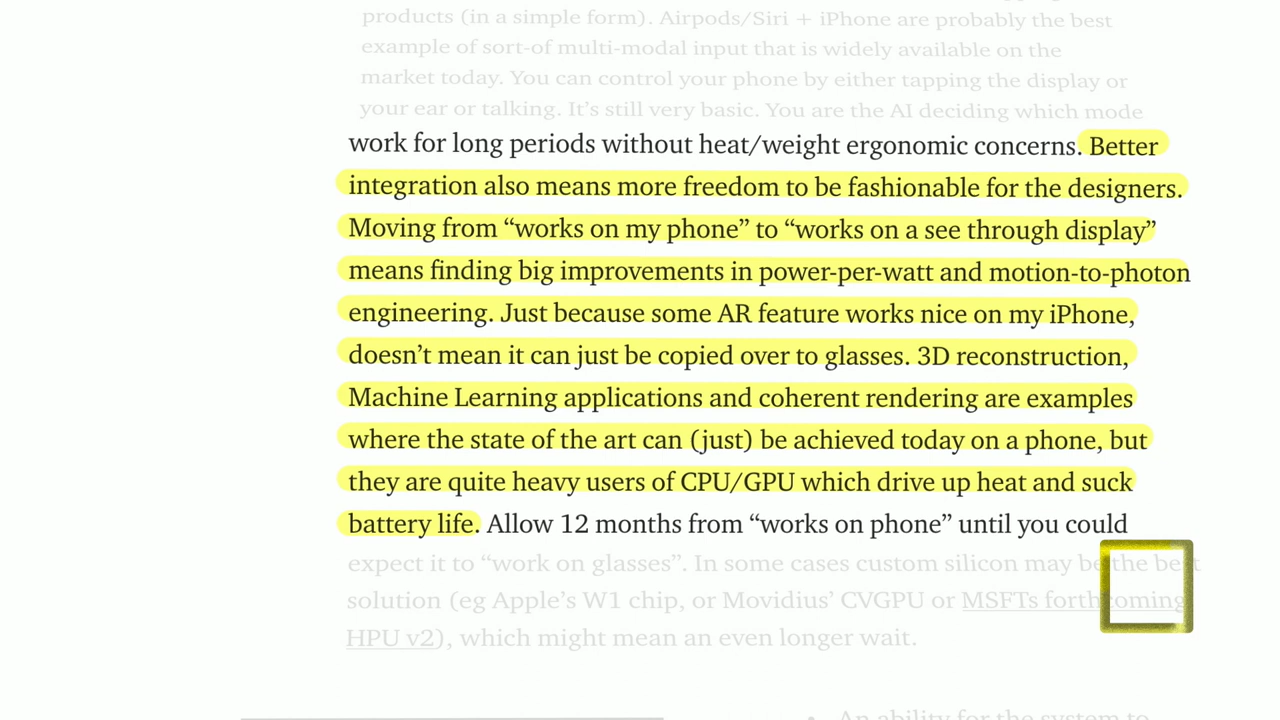 products (in a simple form). Airpods/Siri + iPhone are probably the best
example of sort-of multi-modal input that is widely available on the
market today. You can control your phone by either tapping the display or
your ear or talking. It’s still very basic. You are the AI deciding which mode
work for long periods without heat/weight ergonomic concerns. Better
integration also means more freedom to be fashionable for the designers.
Moving from “works on my phone” to “works on a see through display”
means finding big improvements in power-per-watt and motion-to-photon
engineering. Just because some AR feature works nice on my iPhone,
doesn’t mean it can just be copied over to glasses. 3D reconstruction,
Machine Learning applications and coherent rendering are examples
where the state of the art can (just) be achieved today on a phone, but
they are quite heavy users of CPU/GPU which drive up heat and suck
battery life. Allow 12 months from “works on phone” until you could
expect it to “work on glasses”. In some cases custom silicon may be the best
solution (eg Apple’s W1 chip, or Movidius’ CVGPU or MSFTs forthcoming
HPU v2), which might mean an even longer wait.
• An ability for the system to